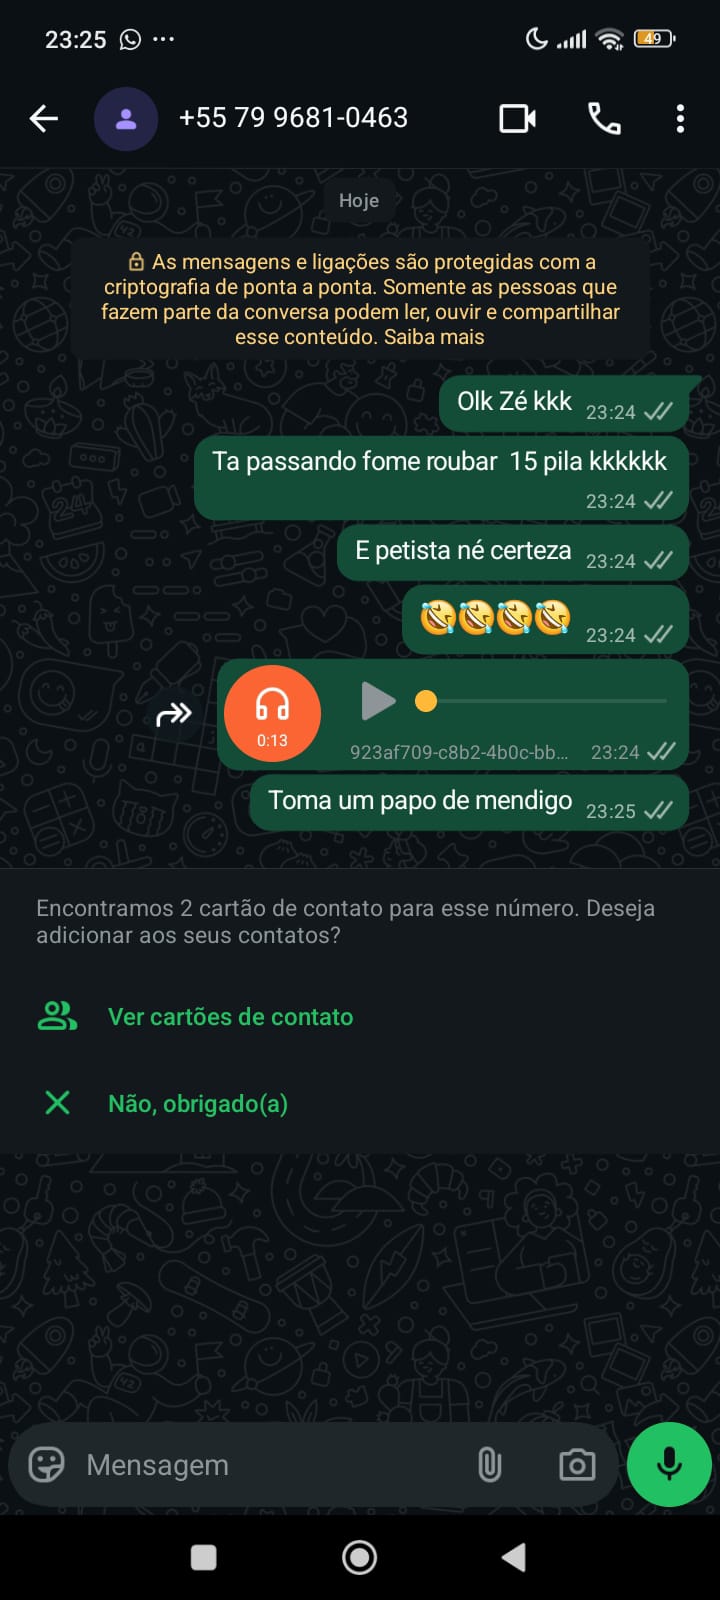 23:25
49
+55 79 9681-0463
Hoje
As mensagens e ligações são protegidas com a
criptografia de ponta a ponta. Somente as pessoas que
fazem parte da conversa podem ler, ouvir e compartilhar
esse conteúdo. Saiba mais
Olk Zé kkk 23:24
Ta passando fome roubar 15 pila kkkkkk
23:24
E petista né certeza 23:24
🤣🤣🤣🤣 23:24
0:13
923af709-c8b2-4b0c-bb... 23:24
Toma um papo de mendigo 23:25
Encontramos 2 cartão de contato para esse número. Deseja
adicionar aos seus contatos?
Ver cartões de contato
Não, obrigado(a)
Mensagem